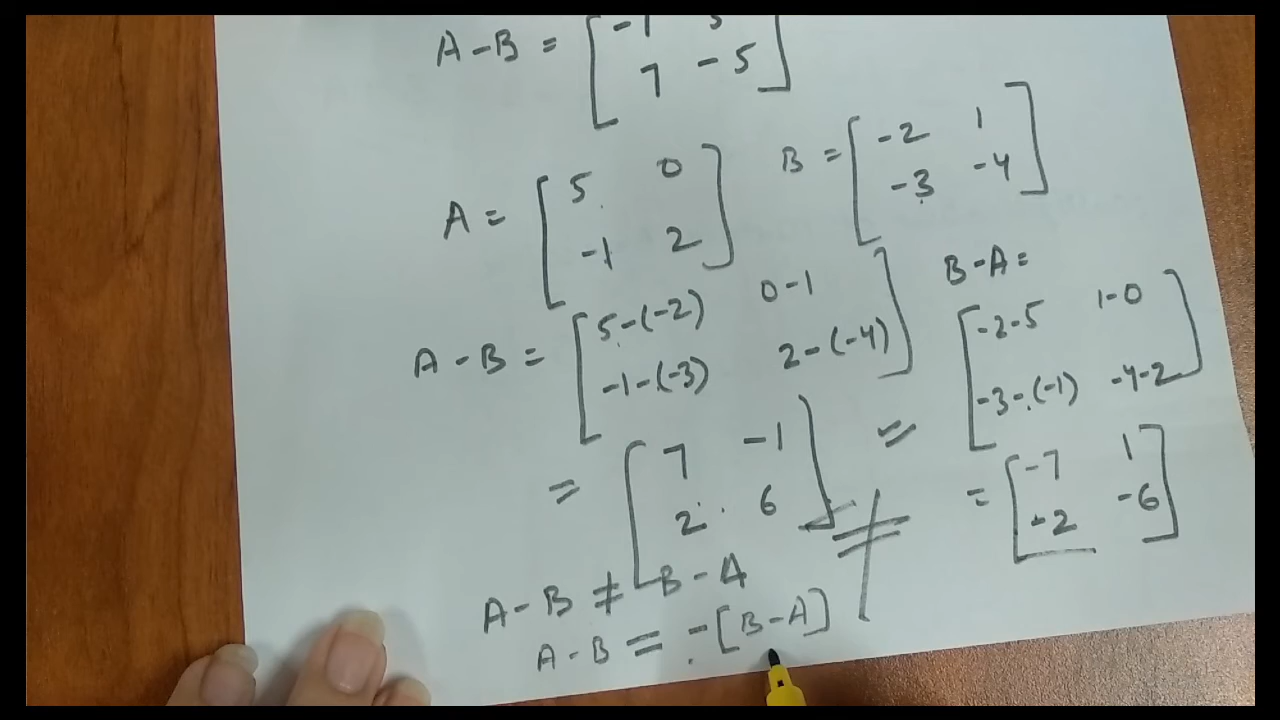 A-B = [-1
7 -5]
A = [5 0
-1 2]
B = [-2 1
-3 -4]
A-B = [5-(-2) 0-1
-1-(-3) 2-(-4)]
= [7 -1
2 6]
B-A =
[-2-5 1-0
-3-(-1) -4-2]
= [-7 1
-2 -6]
≠
A-B ≠ B-A
A-B = -[B-A]